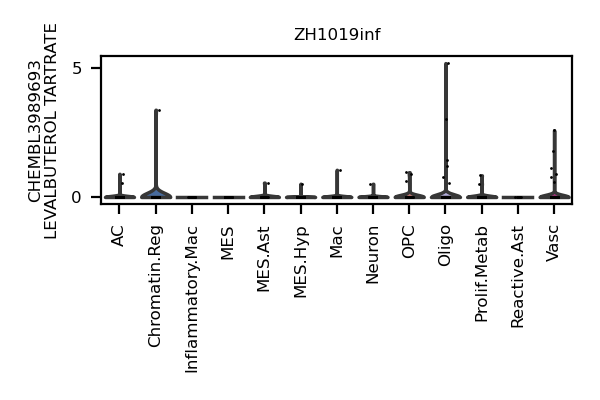 ZH1019inf
CHEMBL3989693
LEVALBUTEROL TARTRATE
5
0
AC
Chromatin.Reg
Inflammatory.Mac
MES
MES.Ast
MES.Hyp
Mac
Neuron
OPC
Oligo
Prolif.Metab
Reactive.Ast
Vasc